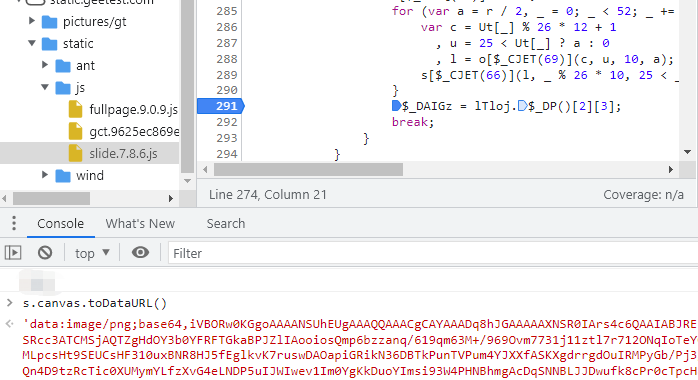 static.geetest.com
pictures/gt
static
ant
js
fullpage.9.0.9.js
gct.9625ec869e
slide.7.8.6.js
wind
285 for (var a = r / 2, _ = 0; _ < 52; _ +=
286 var c = Ut[_] % 26 * 12 + 1
287 , u = 25 < Ut[_] ? a : 0
288 , l = o[$_CJET(69)](c, u, 10, a);
289 s[$_CJET(66)](l, _ % 26 * 10, 25 < _
290 }
291 $_DAIGz = lTloj.$_DP()[2][3];
292 break;
293 }
294 }
Line 274, Column 21 Coverage: n/a
Console What's New Search
top Filter
s.canvas.toDataURL()
'data:image/png;base64,iVBORw0KGgoAAAANSUhEUgAAAQQAAACgCAYAAADq8hJGAAAAAXNSR0IArs4c6QAAIABJRE
SRcc3ATCMSjAQTZgHdOY3b0YFRFTGkaBPJZlIAAooiosQmp6bzzanq/619qm63M+/969Ovm7731j11ztl7r712ONqIoTeY
MLpcsHt9SEUCsHF310uxBNR8HJ5fEglkvK7ruswDAOapiGRikN36DBTkPunTVPum4YJXXfASKXgdrrgdOuIRMPyGb/Pj3
Qn4D9tzRcTic0XUMymYLfzXvG4eLNDP5uIJWIwev1Im0YgKkDuoYImsi93W4PHNBhmgAcDqSNNBLJJDwufk8cPr0cTpcH